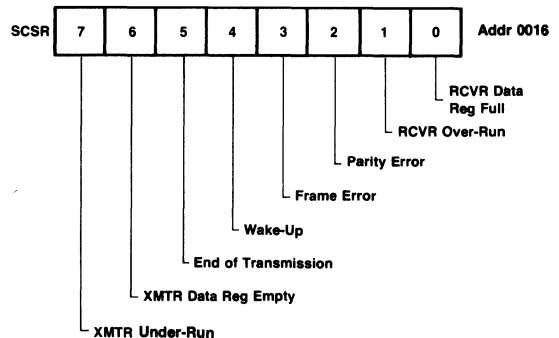 SCSR 7 6 5 4 3 2 1 0 Addr 0016
RCVR Data
Reg Full
RCVR Over-Run
Parity Error
Frame Error
Wake-Up
End of Transmission
XMTR Data Reg Empty
XMTR Under-Run